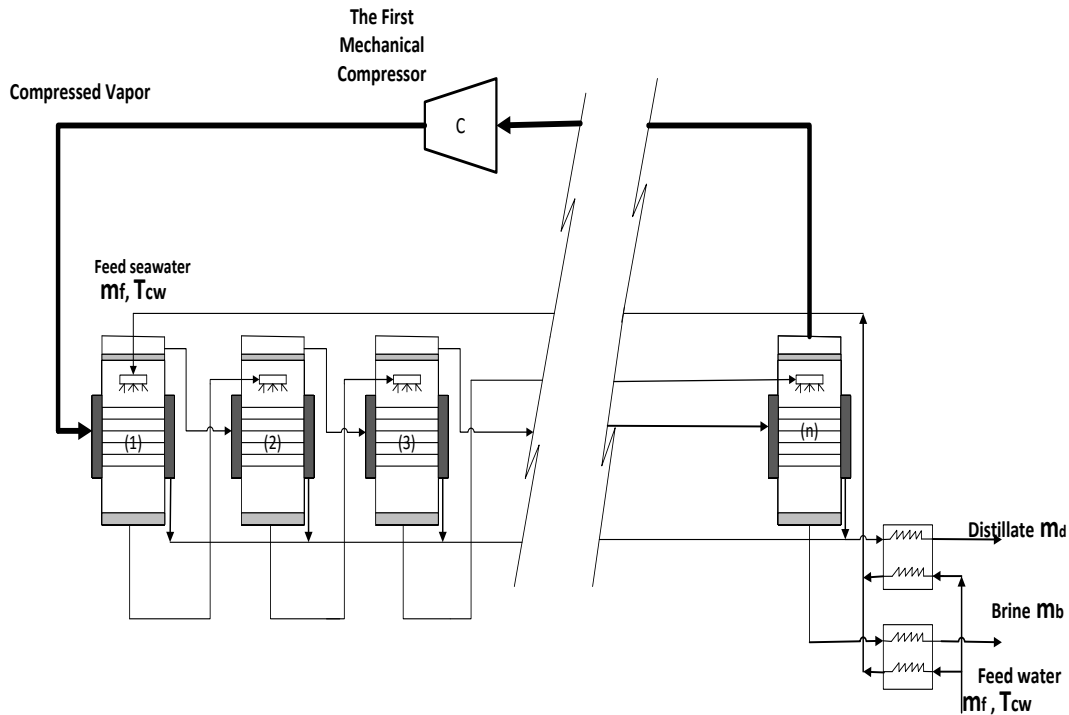 The First
Mechanical
Compressor
Compressed Vapor
C
Feed seawater
mf, Tcw
(1)
(2)
(3)
(n)
Distillate md
Brine mb
Feed water
mf , Tcw